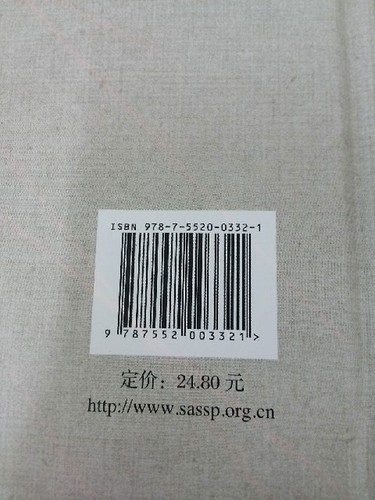 ISBN 978-7-5520-0332-1
9 787552 003321 >
定价：24.80 元
http://www.sassp.org.cn